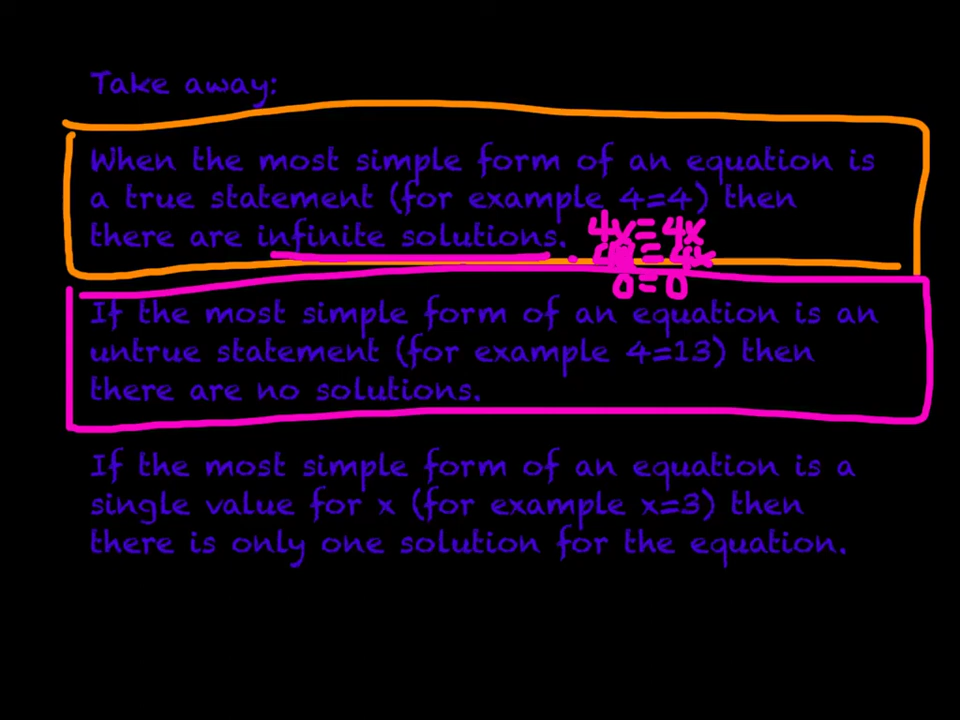 Take away:
When the most simple form of an equation is
a true statement (for example 4=4) then
there are infinite solutions. 4x=4x
= 4x
0=0
If the most simple form of an equation is an
untrue statement (for example 4=13) then
there are no solutions.
If the most simple form of an equation is a
single value for x (for example x=3) then
there is only one solution for the equation.